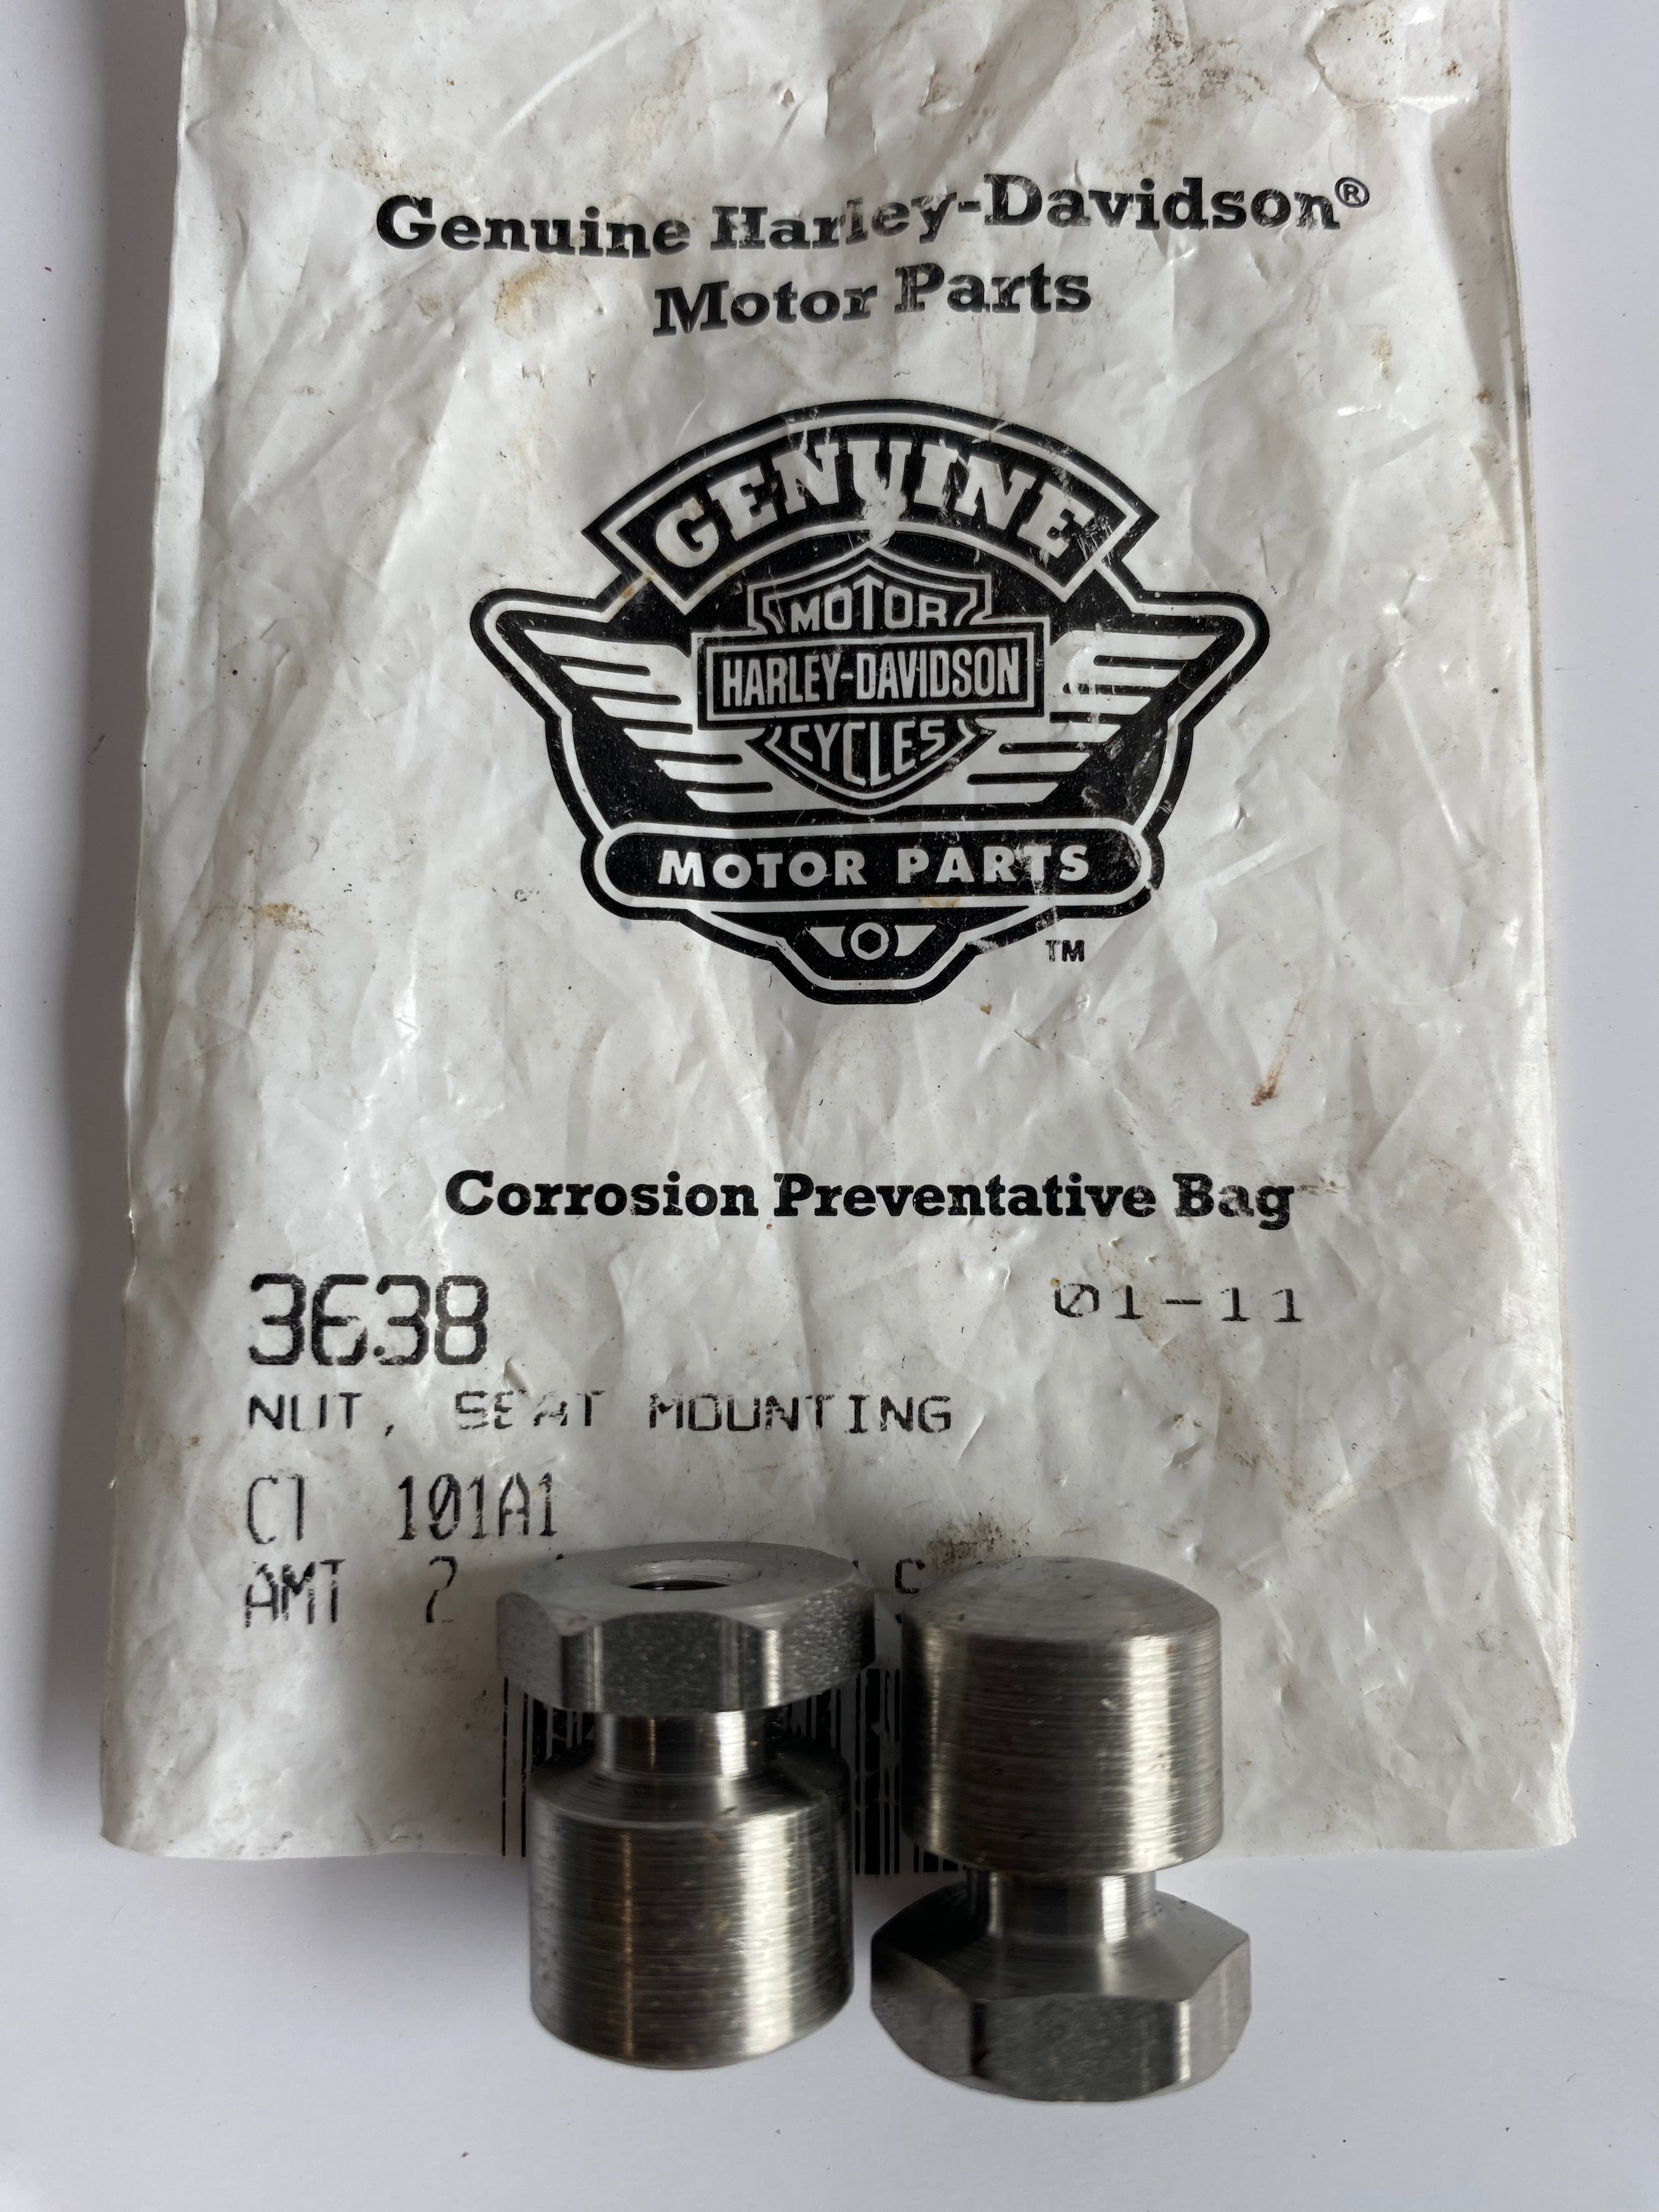 Genuine Harley-Davidson®
Motor Parts
GENUINE
MOTOR
HARLEY-DAVIDSON
CYCLES
MOTOR PARTS
TM
Corrosion Preventative Bag
3638
01-11
NUT, SEAT MOUNTING
CT 101A1
AMT 2